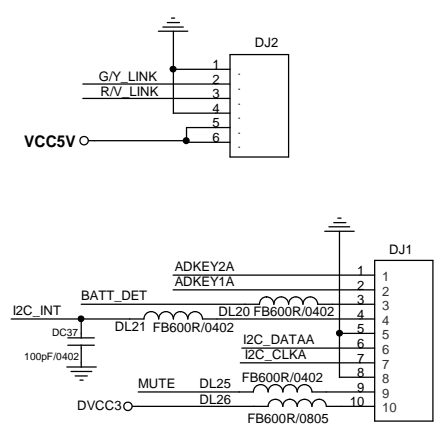 DJ2
1
G/Y_LINK 2
R/V_LINK 3
4
5
VCC5V 6
DJ1
ADKEY2A 1 1
ADKEY1A 2 2
BATT_DET DL20 FB600R/0402 3 3
I2C_INT DL21 FB600R/0402 4 4
DC37
100pF/0402
5 5
I2C_DATAA 6 6
I2C_CLKA 7 7
8 8
MUTE DL25 FB600R/0402 9 9
DVCC3 DL26 10 10
FB600R/0805